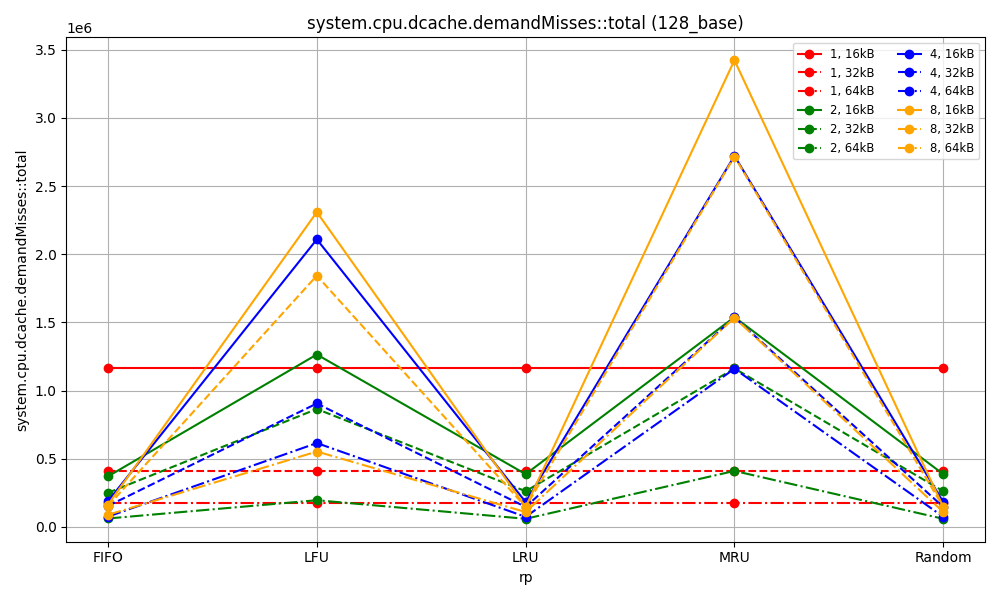 system.cpu.dcache.demandMisses::total (128_base)
1e6
3.5
3.0
2.5
2.0
1.5
1.0
0.5
0.0
system.cpu.dcache.demandMisses::total
1, 16kB
1, 32kB
1, 64kB
2, 16kB
2, 32kB
2, 64kB
4, 16kB
4, 32kB
4, 64kB
8, 16kB
8, 32kB
8, 64kB
FIFO
LFU
LRU
MRU
Random
rp